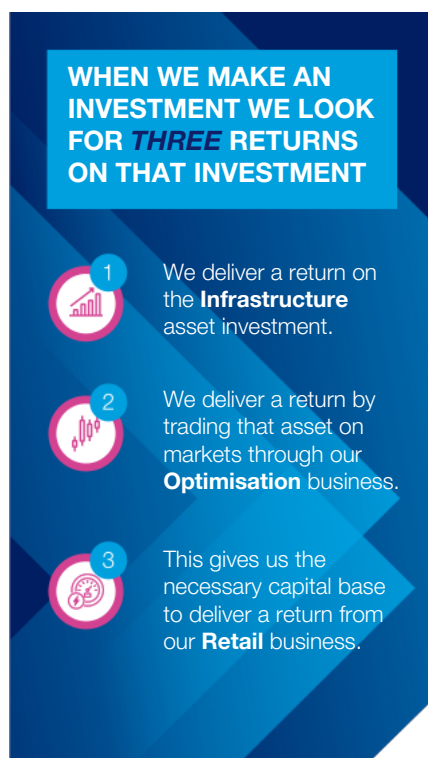 WHEN WE MAKE AN
INVESTMENT WE LOOK
FOR THREE RETURNS
ON THAT INVESTMENT
1
We deliver a return on
the Infrastructure
asset investment.
2
We deliver a return by
trading that asset on
markets through our
Optimisation business.
3
This gives us the
necessary capital base
to deliver a return from
our Retail business.